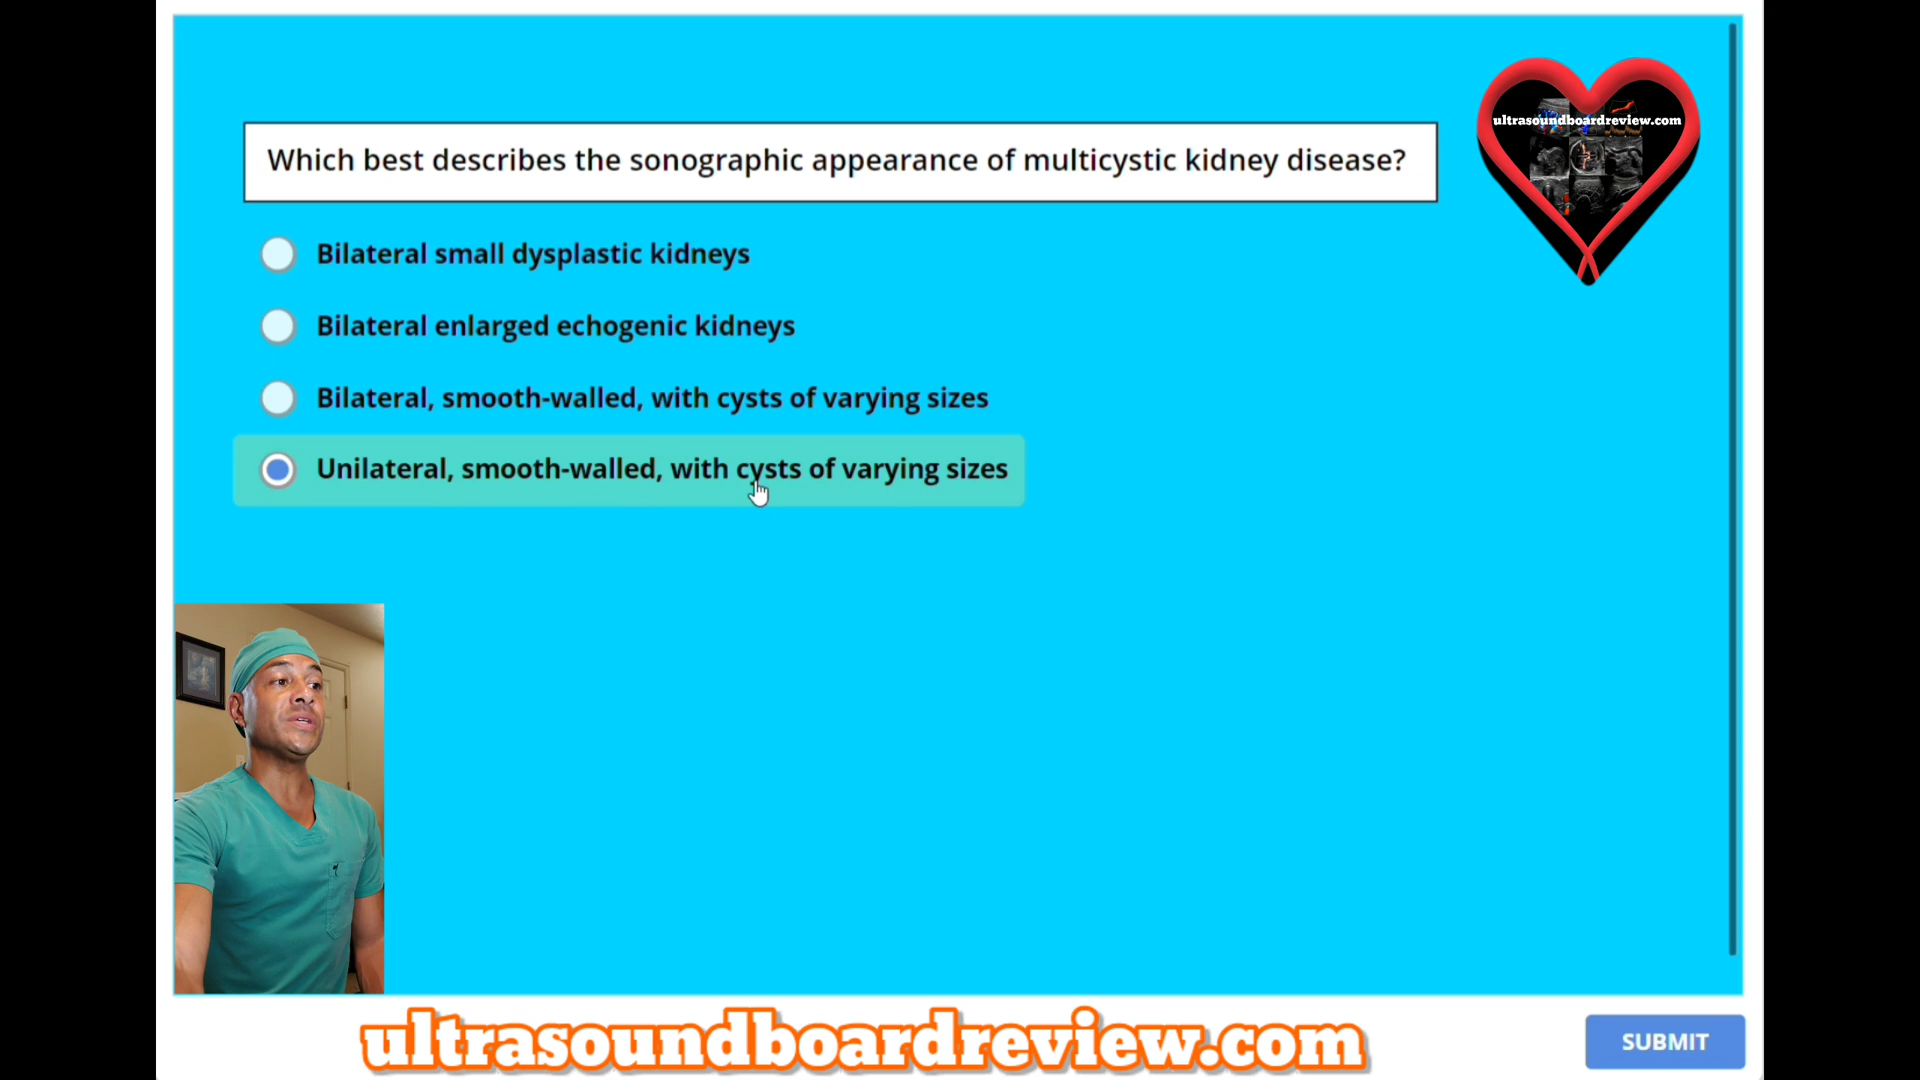 ultrasoundboardreview.com
Which best describes the sonographic appearance of multicystic kidney disease?
Bilateral small dysplastic kidneys
Bilateral enlarged echogenic kidneys
Bilateral, smooth-walled, with cysts of varying sizes
Unilateral, smooth-walled, with cysts of varying sizes
ultrasoundboardreview.com
SUBMIT